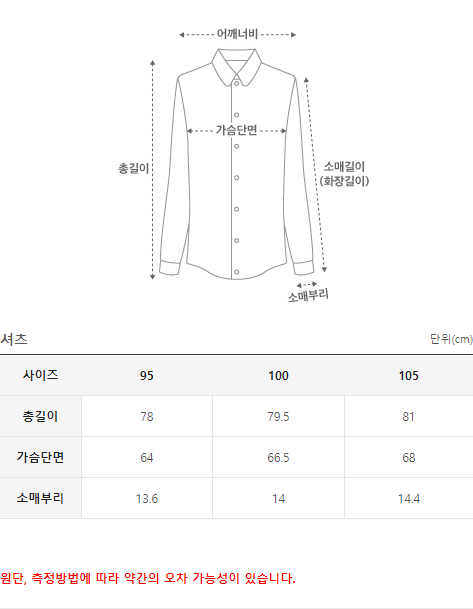 어깨너비
가슴단면
총길이
소매길이
(화장길이)
소매부리
셔츠
단위(cm)
사이즈 95 100 105
총길이 78 79.5 81
가슴단면 64 66.5 68
소매부리 13.6 14 14.4
원단, 측정방법에 따라 약간의 오차 가능성이 있습니다.